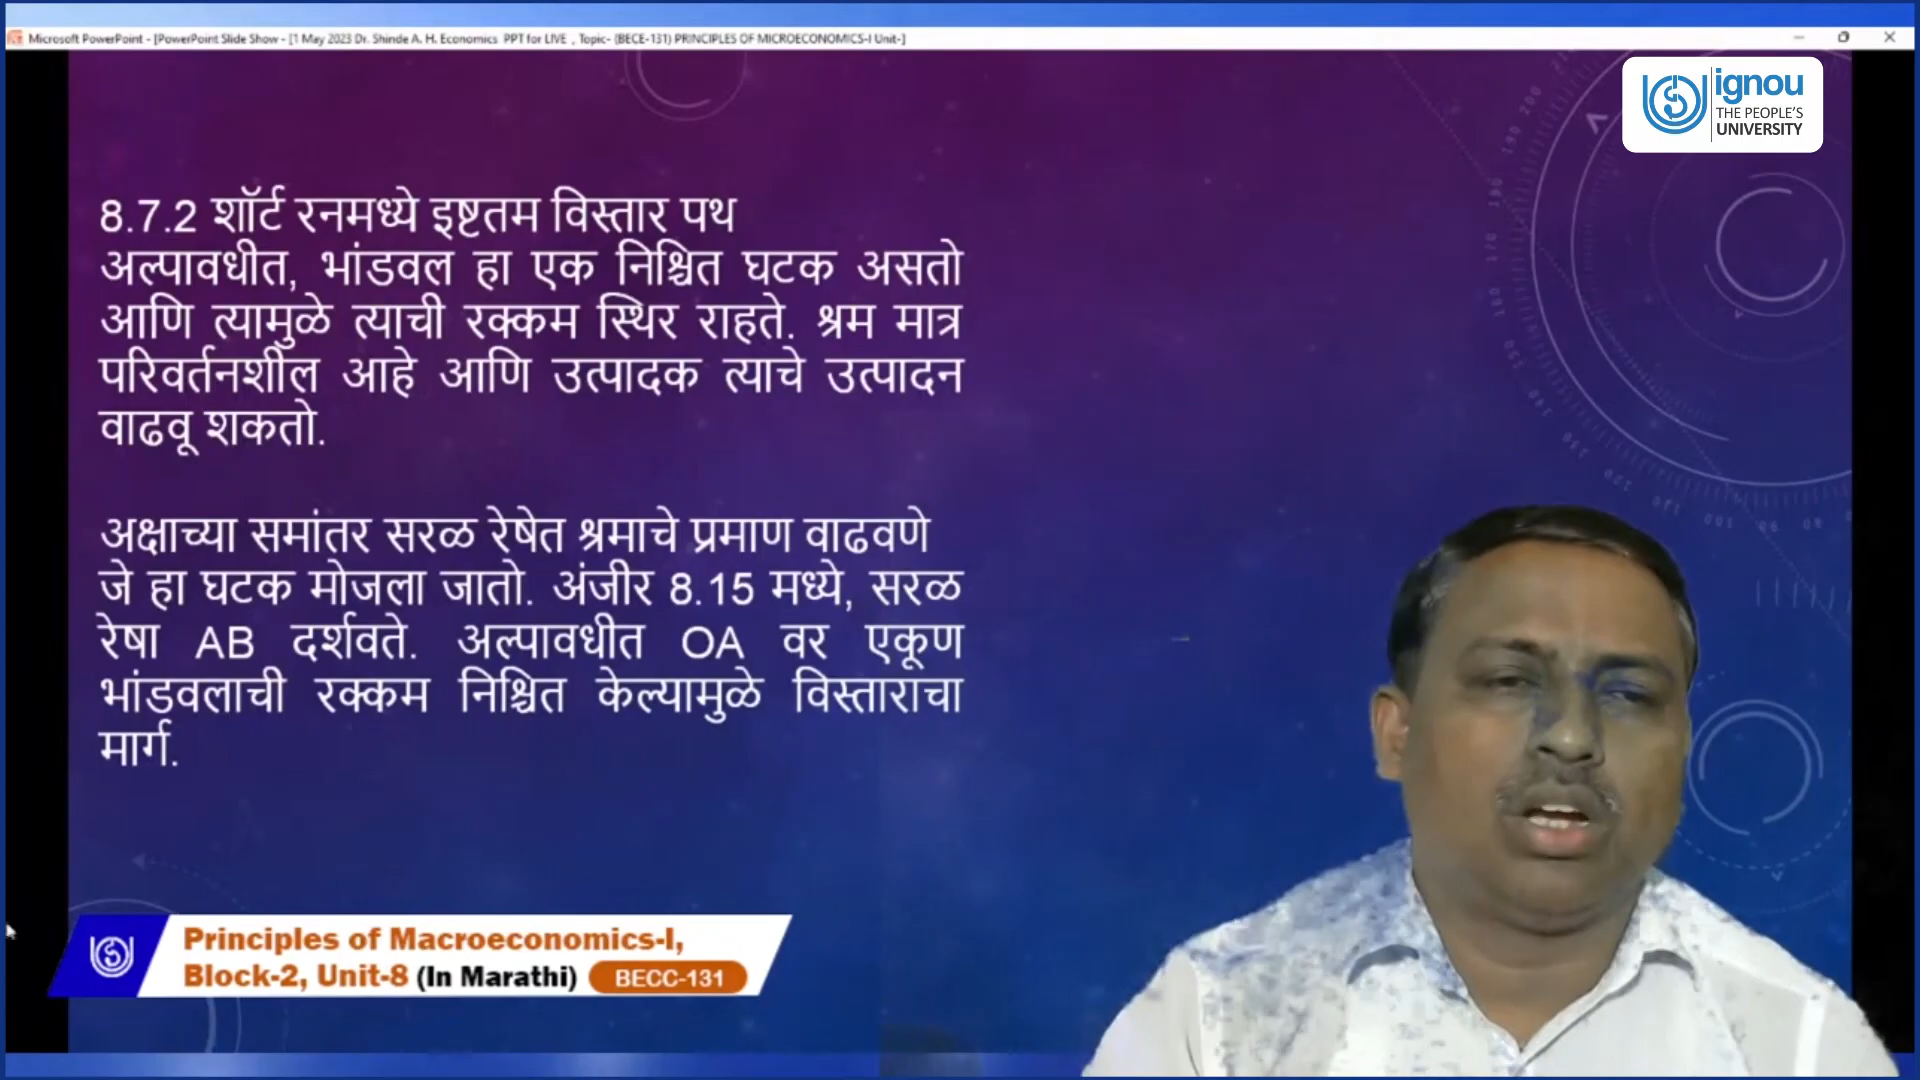 Microsoft PowerPoint - [PowerPoint Slide Show - [1 May 2023 Dr. Shinde A. H. Economics PPT for LIVE , Topic- (BECE-131) PRINCIPLES OF MICROECONOMICS-I Unit-]
ignou
THE PEOPLE'S
UNIVERSITY
8.7.2 शॉर्ट रनमध्ये इष्टतम विस्तार पथ
अल्पावधीत, भांडवल हा एक निश्चित घटक असतो
आणि त्यामुळे त्याची रक्कम स्थिर राहते. श्रम मात्र
परिवर्तनशील आहे आणि उत्पादक त्याचे उत्पादन
वाढवू शकतो.
अक्षाच्या समांतर सरळ रेषेत श्रमाचे प्रमाण वाढवणे
जे हा घटक मोजला जातो. अंजीर 8.15 मध्ये, सरळ
रेषा AB दर्शवते. अल्पावधीत OA वर एकूण
भांडवलाची रक्कम निश्चित केल्यामुळे विस्ताराचा
मार्ग.
Principles of Macroeconomics-I,
Block-2, Unit-8 (In Marathi) BECC-131